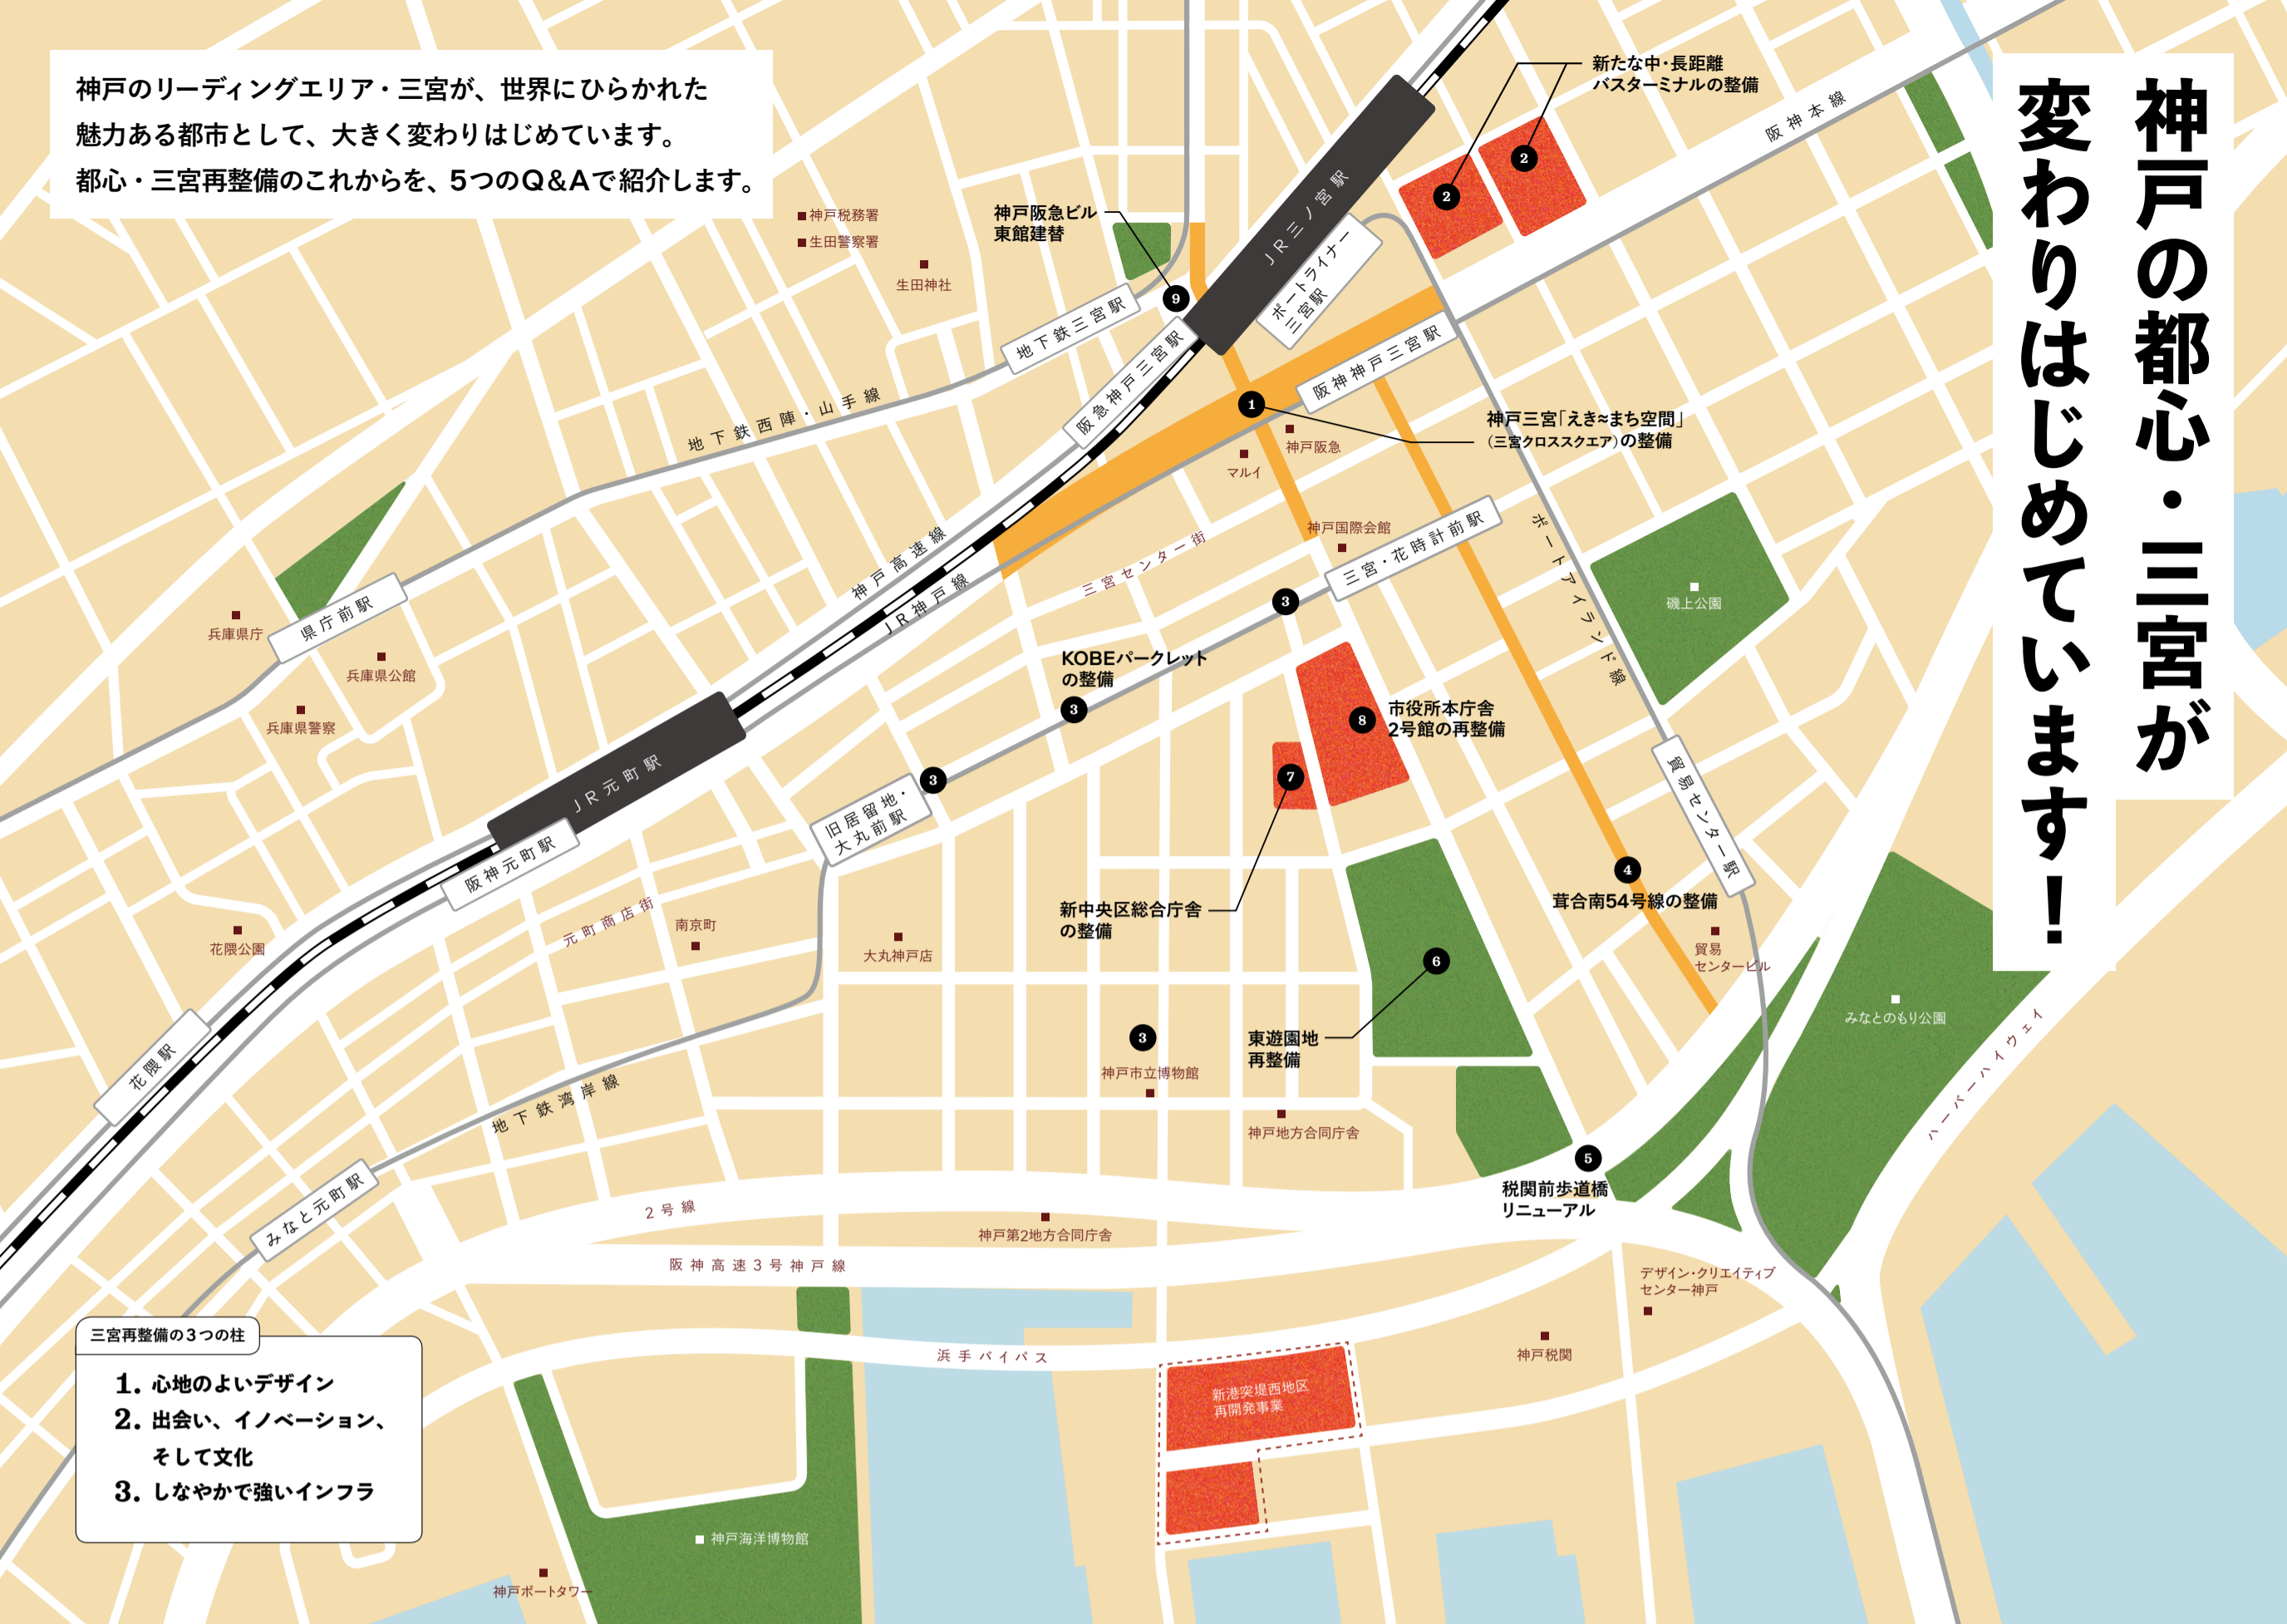 神戸の都心・三宮が
変わりはじめています！
神戸のリーディングエリア・三宮が、世界にひらかれた
魅力ある都市として、大きく変わりはじめています。
都心・三宮再整備のこれからを、5つのQ&Aで紹介します。
新たな中・長距離
バスターミナルの整備
2
2
阪神本線
神戸税務署
生田警察署
生田神社
神戸阪急ビル
東館建替
9
JR三ノ宮駅
ポートライナー
三宮駅
地下鉄三宮駅
阪急神戸三宮駅
阪神神戸三宮駅
地下鉄西神・山手線
1
神戸三宮「えき≈まち空間」
（三宮クロススクエア）の整備
神戸阪急
マルイ
神戸国際会館
三宮・花時計前駅
三宮センター街
神戸高速線
JR神戸線
ポートアイランド線
磯上公園
県庁前駅
兵庫県庁
兵庫県公館
兵庫県警察
3
KOBEパークレット
の整備
3
8
市役所本庁舎
2号館の再整備
7
JR元町駅
阪神元町駅
旧居留地・
大丸前駅
3
貿易センター駅
4
茸合南54号線の整備
貿易
センタービル
新中央区総合庁舎
の整備
元町商店街
南京町
大丸神戸店
花隈公園
6
東遊園地
再整備
みなとのもり公園
ハーバーハイウェイ
花隈駅
3
神戸市立博物館
神戸地方合同庁舎
地下鉄湾岸線
みなと元町駅
5
税関前歩道橋
リニューアル
2号線
神戸第2地方合同庁舎
阪神高速3号神戸線
デザイン・クリエイティブ
センター神戸
神戸税関
浜手バイパス
新港突堤西地区
再開発事業
三宮再整備の3つの柱
1. 心地のよいデザイン
2. 出会い、イノベーション、
そして文化
3. しなやかで強いインフラ
神戸海洋博物館
神戸ポートタワー